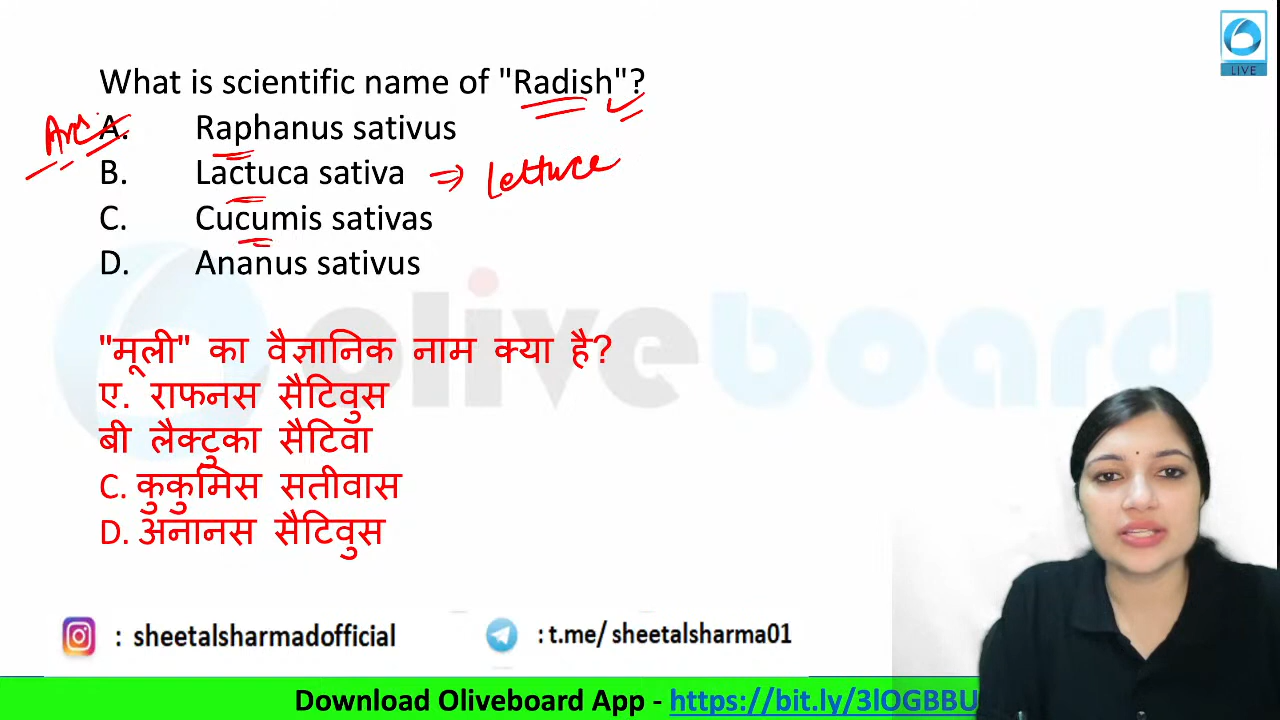 LIVE
What is scientific name of "Radish"?
Ans A. Raphanus sativus
B. Lactuca sativa ⇒ Lettuce
C. Cucumis sativas
D. Ananus sativus
oliveboard
"मूली" का वैज्ञानिक नाम क्या है?
ए. राफनस सैटिवुस
बी लैक्टुका सैटिवा
C. कुकुमिस सतीवास
D. अनानस सैटिवुस
: sheetalsharmadofficial
: t.me/ sheetalsharma01
Download Oliveboard App - https://bit.ly/3lOGBBU